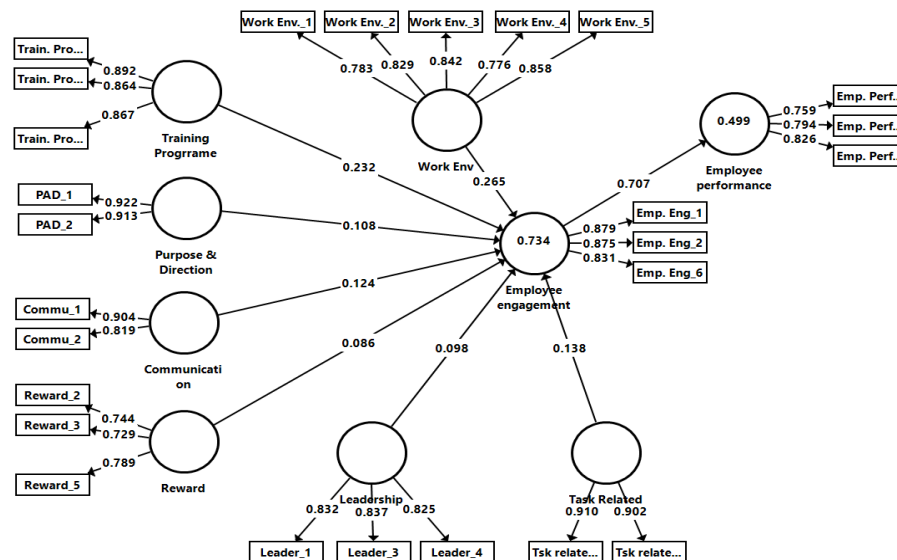 Work Env._1
Work Env._2
Work Env._3
Work Env._4
Work Env._5
0.783
0.829
0.842
0.776
0.858
Work Env
0.265
Train. Pro...
Train. Pro...
Train. Pro...
0.892
0.864
0.867
Training
Progrrame
0.232
Emp. Perf..
Emp. Perf..
Emp. Perf..
0.759
0.794
0.826
0.499
Employee
performance
0.707
PAD_1
PAD_2
0.922
0.913
Purpose &
Direction
0.108
0.734
Employee
engagement
Emp. Eng_1
Emp. Eng_2
Emp. Eng_6
0.879
0.875
0.831
Commu_1
Commu_2
0.904
0.819
Communicati
on
0.124
Reward_2
Reward_3
Reward_5
0.744
0.729
0.789
Reward
0.086
0.098
0.138
Leadership
0.832
0.837
0.825
Leader_1
Leader_3
Leader_4
Task Related
0.910
0.902
Tsk relate...
Tsk relate...